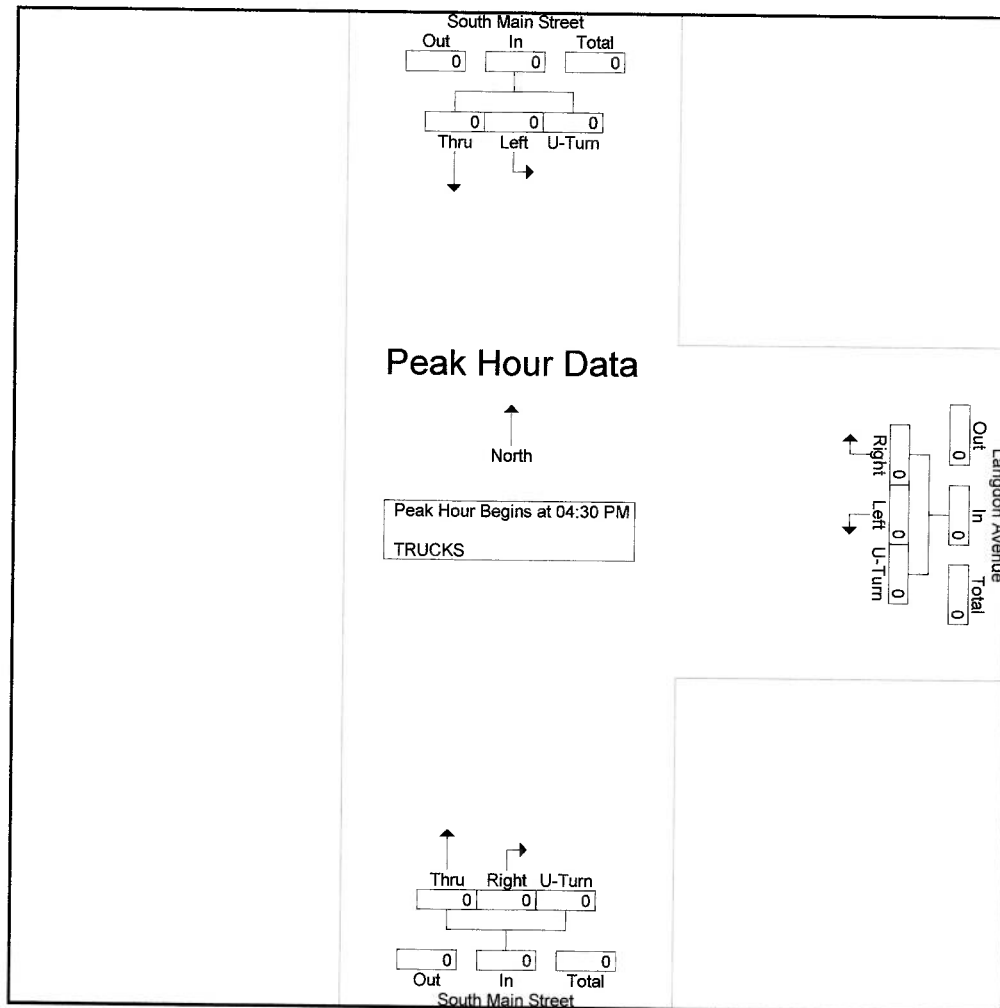 South Main Street
Out In Total
0 0 0
0 0 0
Thru Left U-Turn
Peak Hour Data
North
Peak Hour Begins at 04:30 PM
TRUCKS
Langdon Avenue
Out In Total
0 0 0
0 0 0
Right Left U-Turn
Thru Right U-Turn
0 0 0
0 0 0
Out In Total
South Main Street